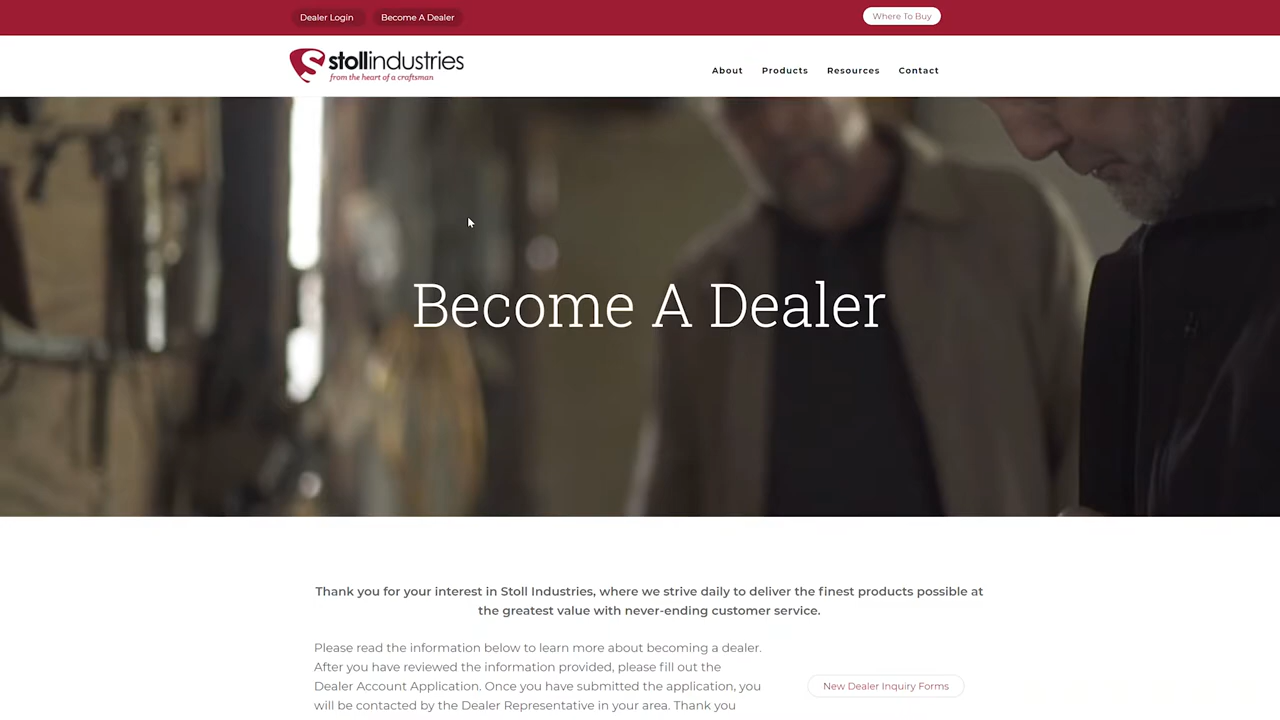 Dealer Login
Become A Dealer
Where To Buy
stollindustries
from the heart of a craftsman
About
Products
Resources
Contact
Become A Dealer
Thank you for your interest in Stoll Industries, where we strive daily to deliver the finest products possible at
the greatest value with never-ending customer service.
Please read the information below to learn more about becoming a dealer.
After you have reviewed the information provided, please fill out the
Dealer Account Application. Once you have submitted the application, you
will be contacted by the Dealer Representative in your area. Thank you
New Dealer Inquiry Forms